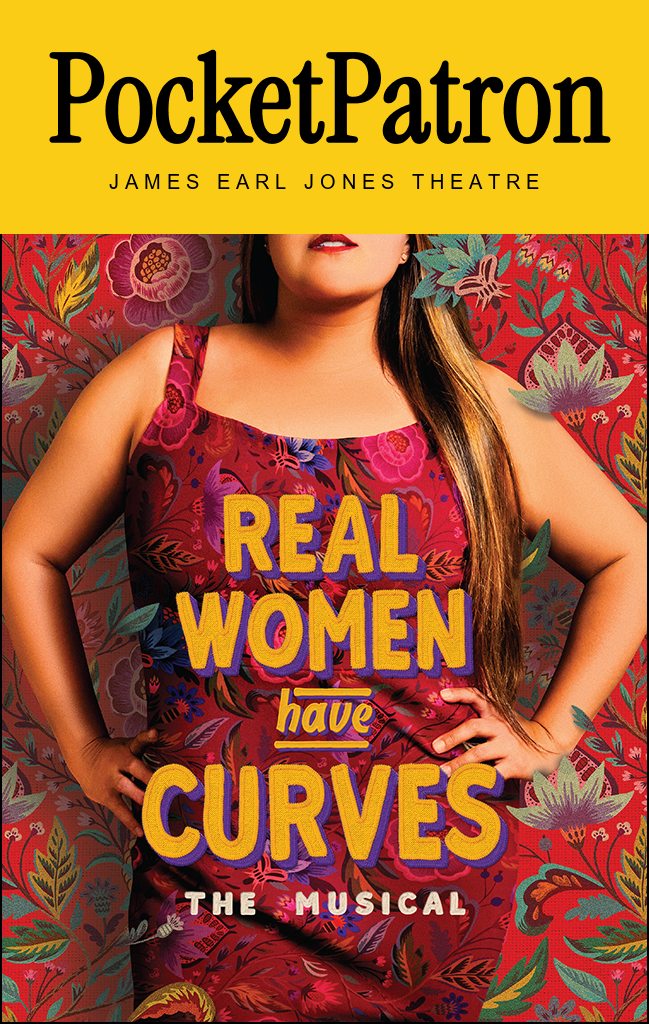 PocketPatron
JAMES EARL JONES THEATRE
REAL
WOMEN
have
CURVES
THE MUSICAL